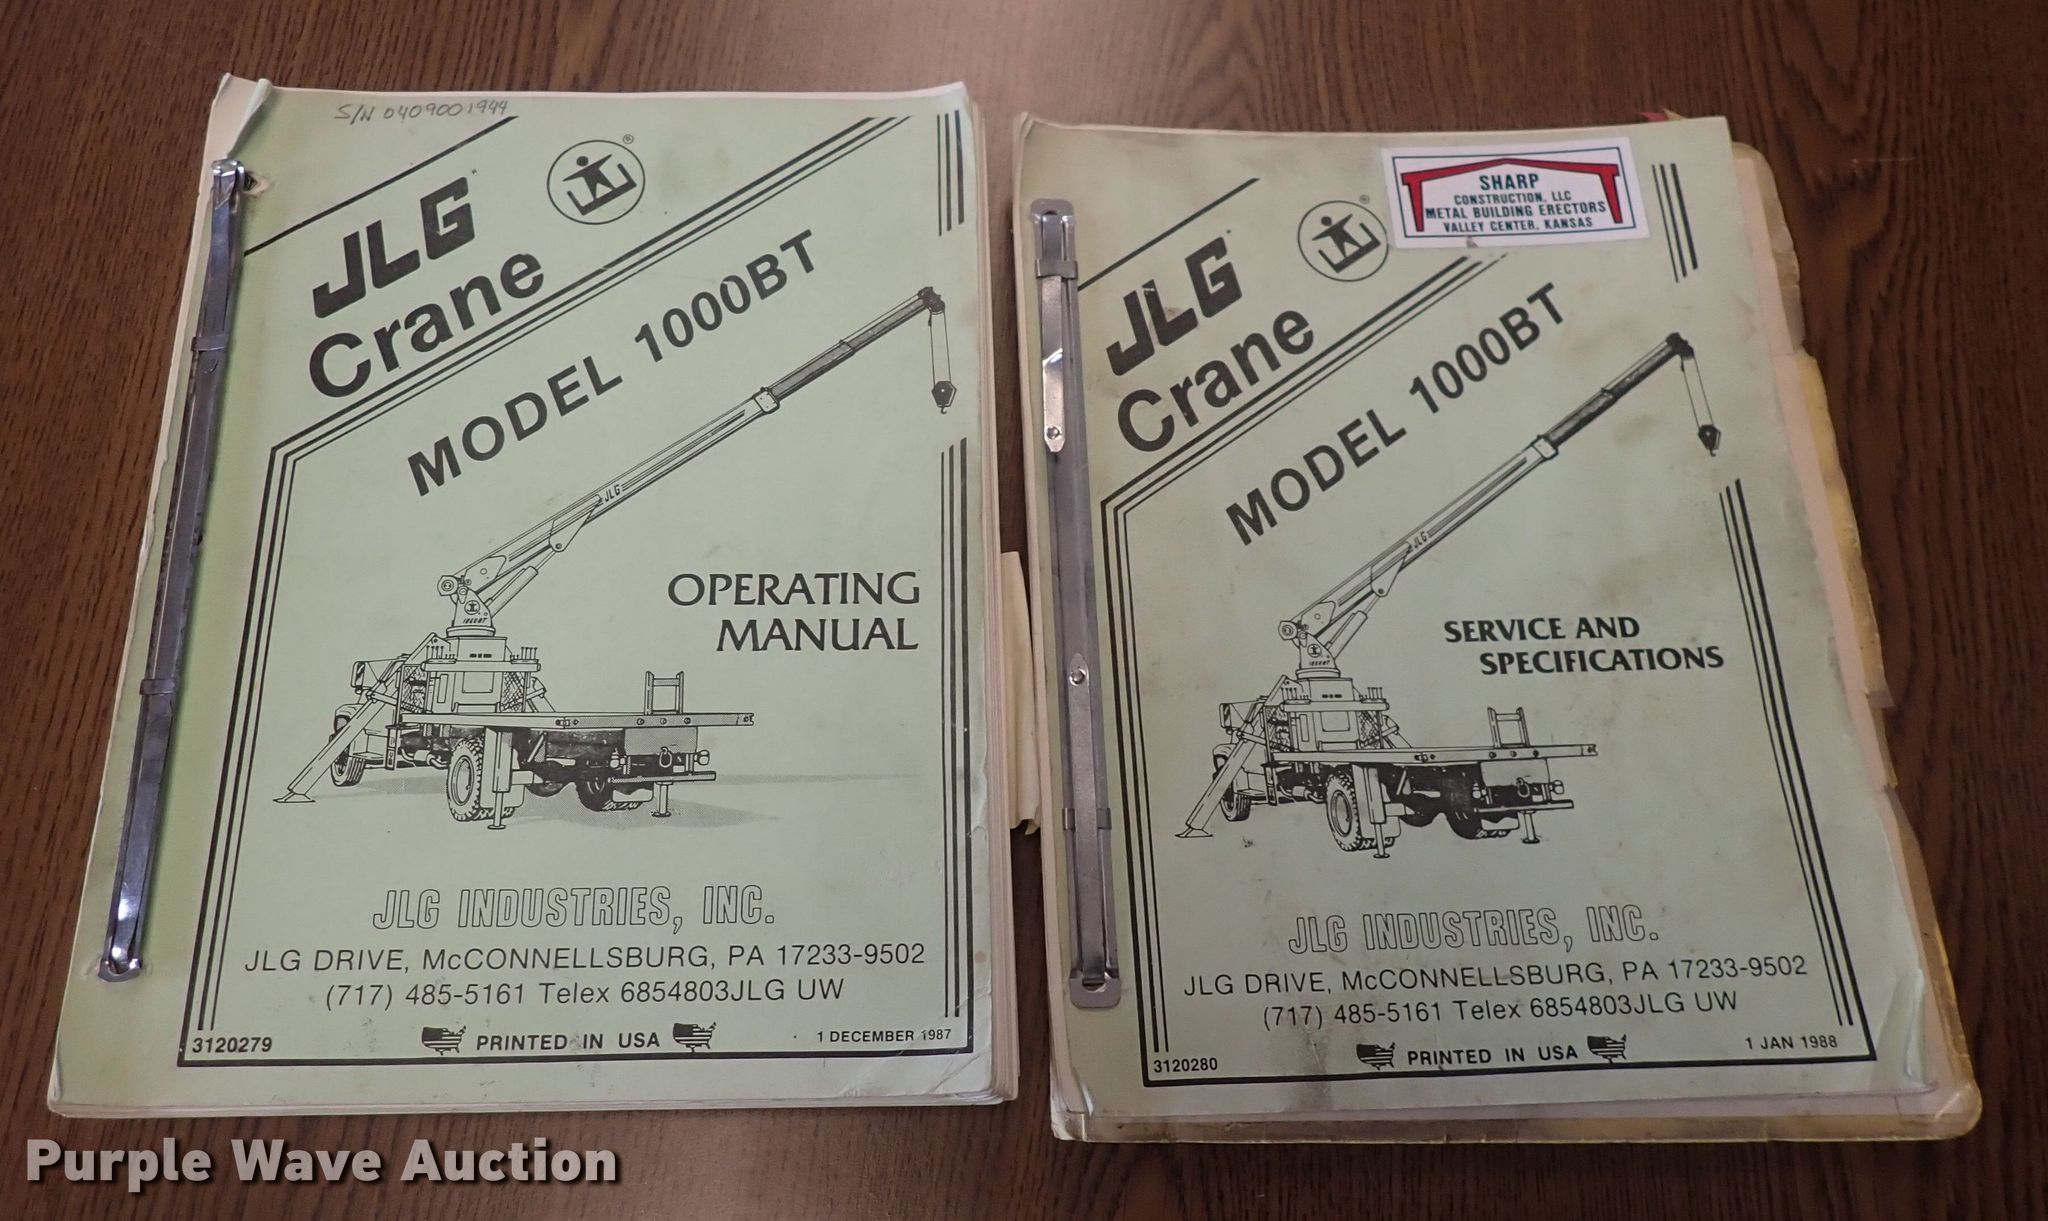 S/N 0409001944
JLG
Crane
MODEL 1000BT
JLG
OPERATING
MANUAL
JLG INDUSTRIES, INC.
JLG DRIVE, McCONNELLSBURG, PA 17233-9502
(717) 485-5161 Telex 6854803JLG UW
PRINTED IN USA
3120279
1 DECEMBER 1987
SHARP
CONSTRUCTION, LLC
METAL BUILDING ERECTORS
VALLEY CENTER, KANSAS
JLG
Crane
MODEL 1000BT
JLG
SERVICE AND
SPECIFICATIONS
JLG INDUSTRIES, INC.
JLG DRIVE, McCONNELLSBURG, PA 17233-9502
(717) 485-5161 Telex 6854803JLG UW
PRINTED IN USA
3120280
1 JAN 1988
Purple Wave Auction